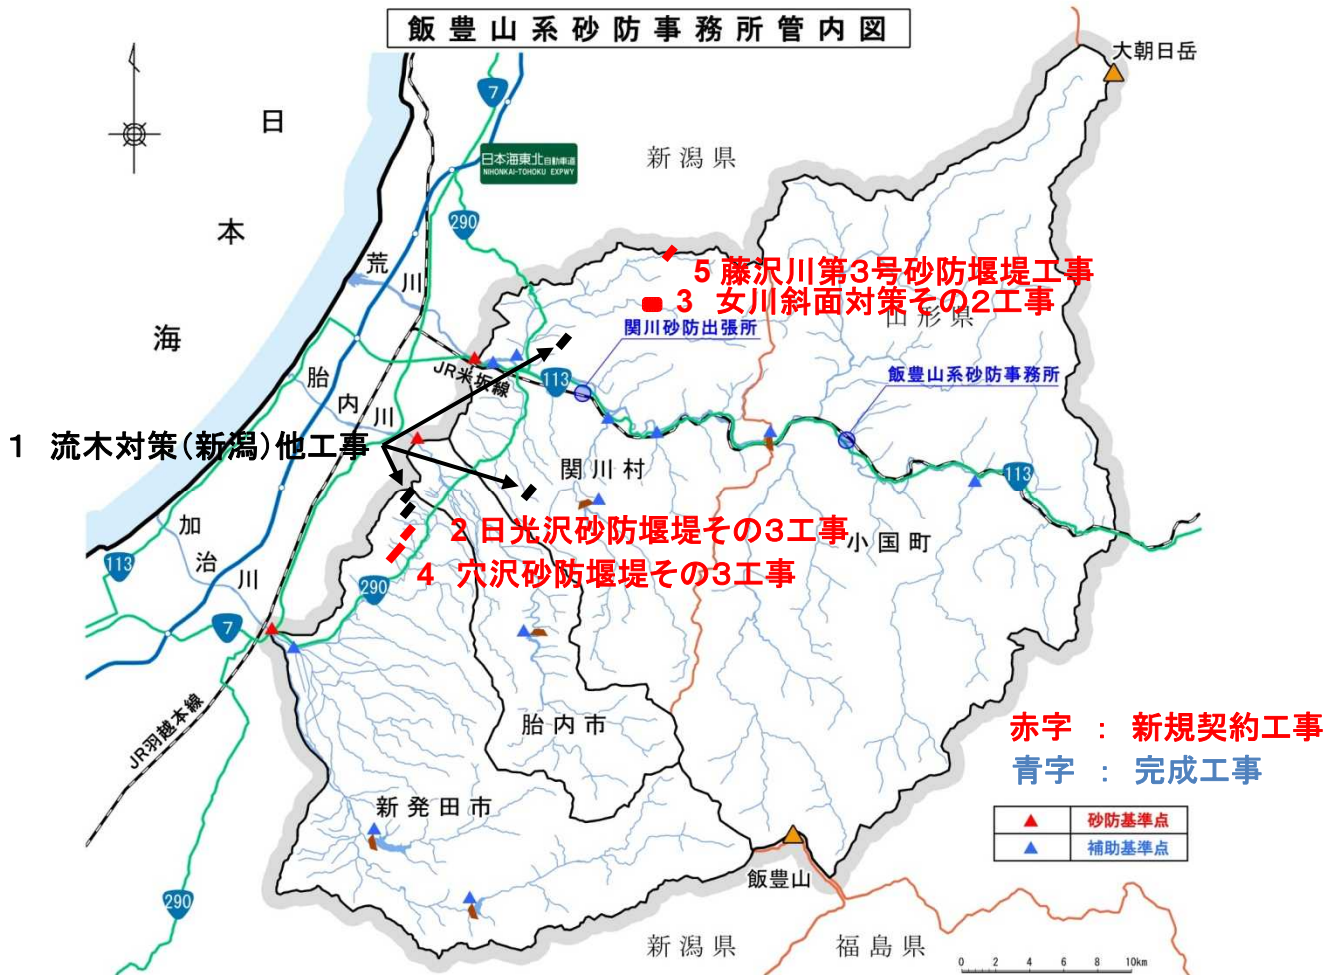 飯豊山系砂防事務所管内図
大朝日岳
7
日
日本海東北自動車道
NIHONKAI-TOHOKU EXPWY
新潟県
290
本
荒
川
5 藤沢川第3号砂防堰堤工事
3 女川斜面対策その2工事
山形県
海
関川砂防出張所
JR米坂線
113
飯豊山系砂防事務所
胎
内
川
1 流木対策(新潟)他工事
関川村
113
加
治
川
2 日光沢砂防堰堤その3工事
小国町
4 穴沢砂防堰堤その3工事
113
290
7
JR羽越本線
胎内市
赤字 : 新規契約工事
青字 : 完成工事
新発田市
砂防基準点
補助基準点
飯豊山
290
新潟県
福島県
0 2 4 6 8 10km